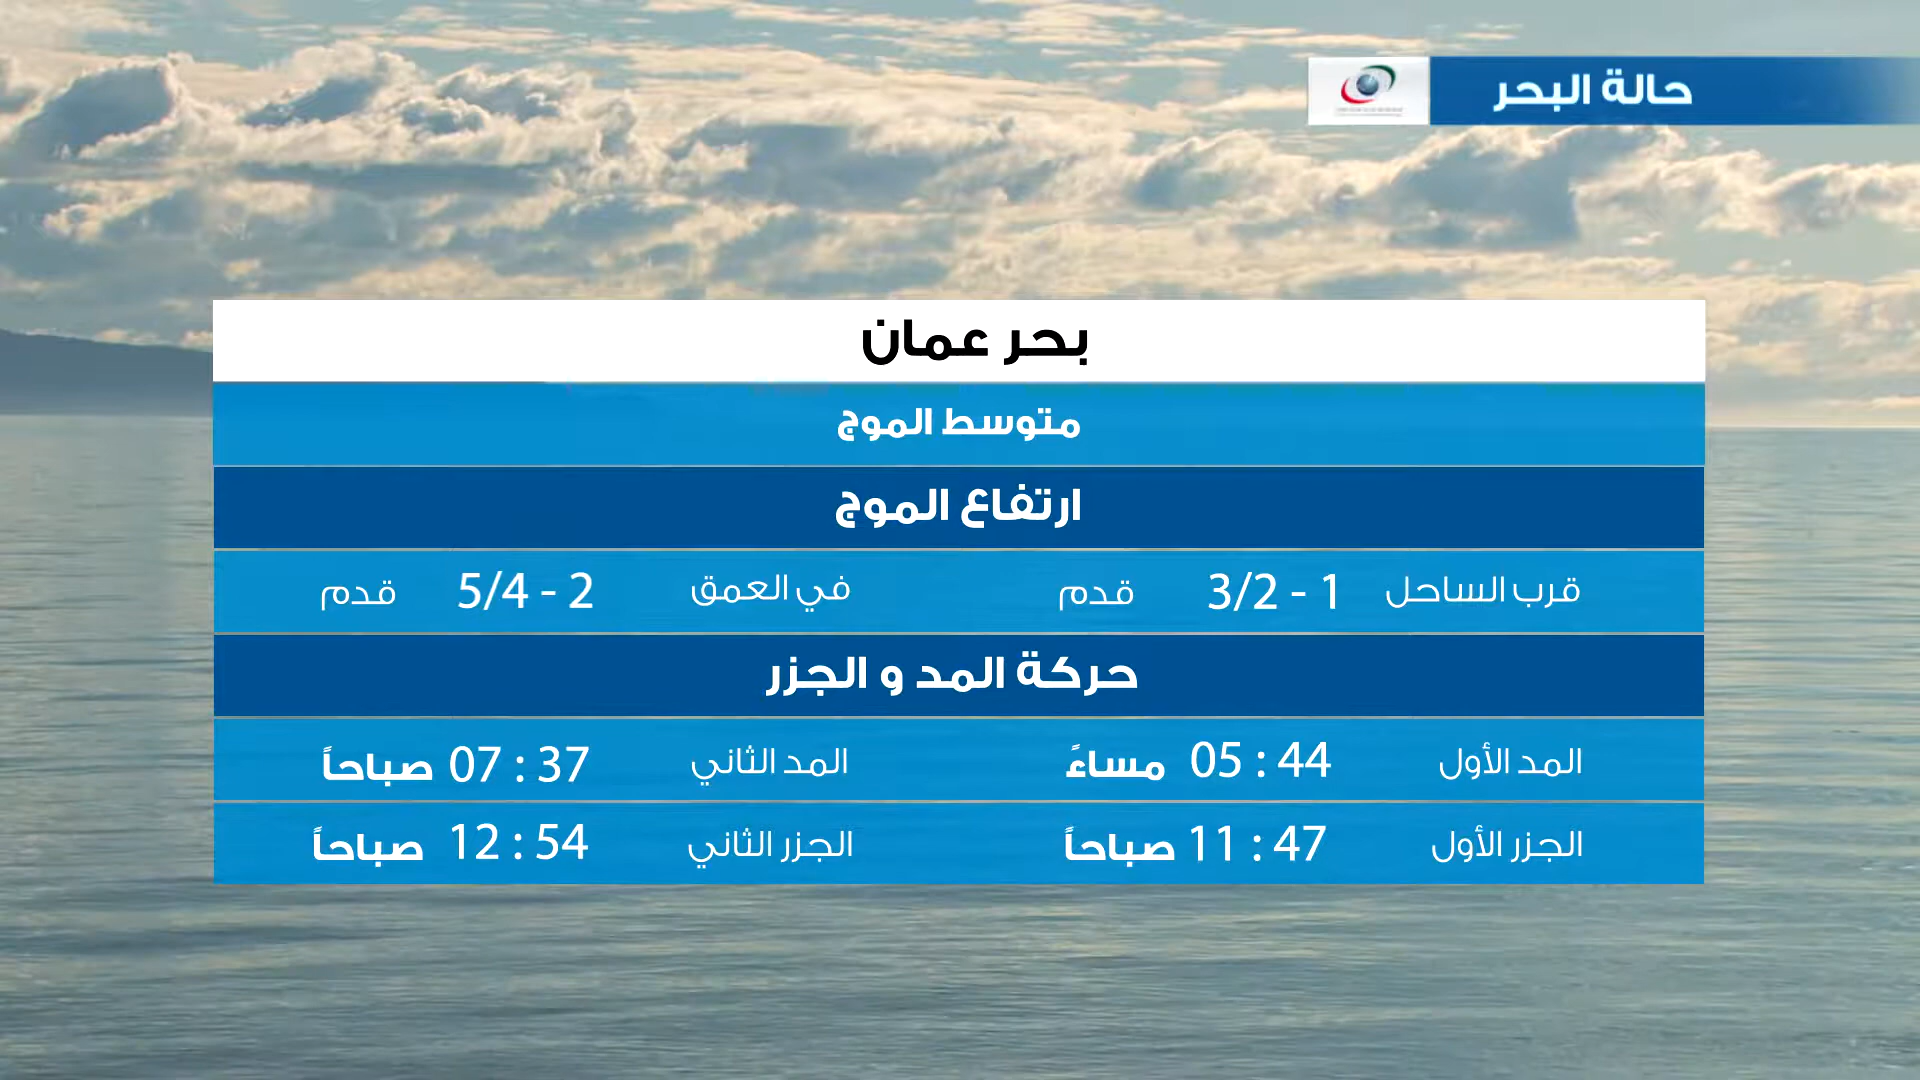 حالة البحر
بحر عمان
متوسط الموج
ارتفاع الموج
قرب الساحل 1 - 3/2 قدم في العمق 2 - 5/4 قدم
حركة المد و الجزر
المد الأول 05 : 44 مساءً المد الثاني 07 : 37 صباحاً
الجزر الأول 11 : 47 صباحاً الجزر الثاني 12 : 54 صباحاً